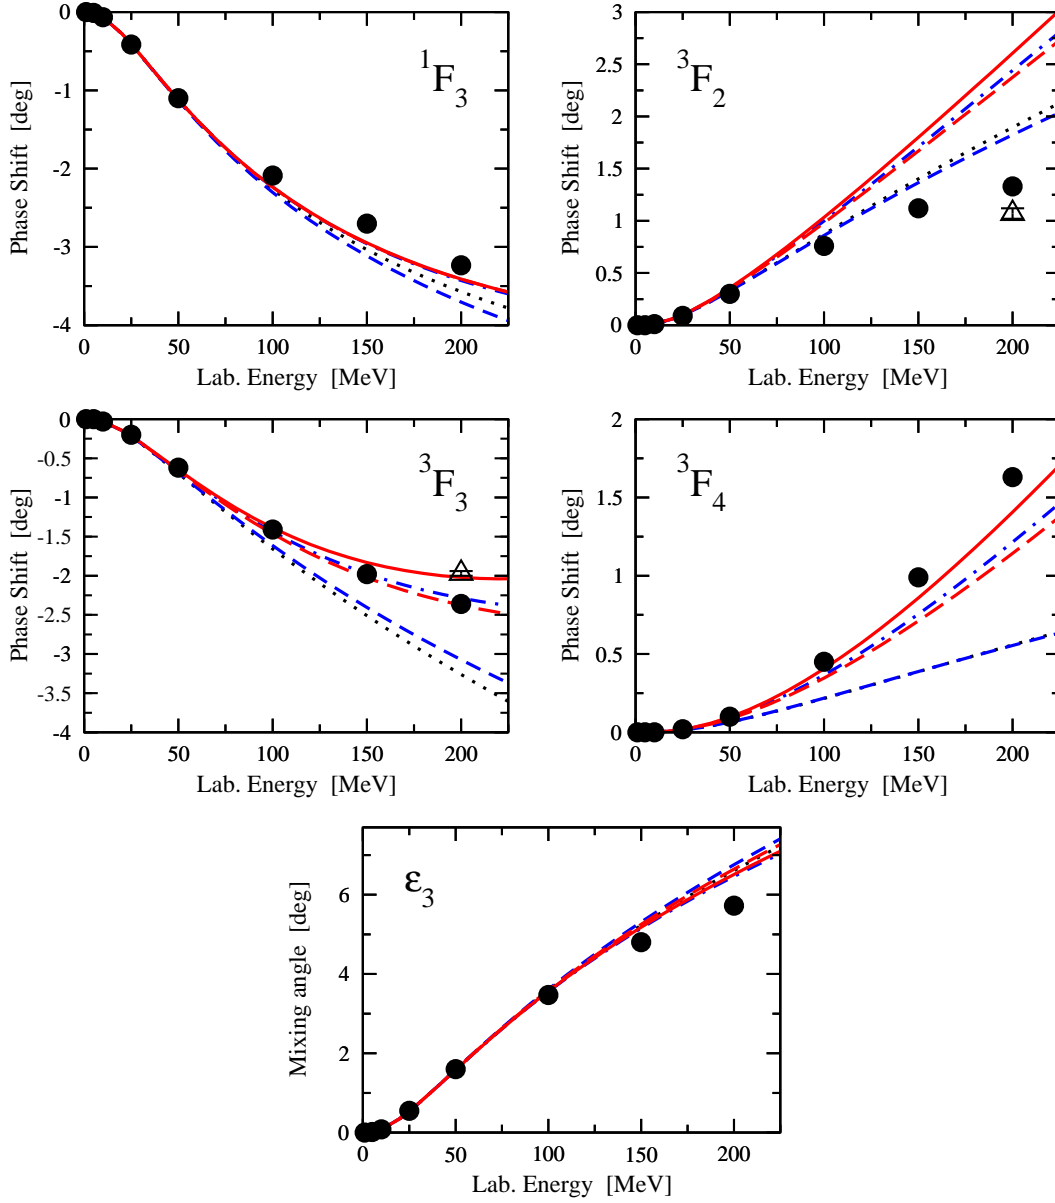 0
-1
-2
-3
-4
Phase Shift [deg]
¹F₃
0 50 100 150 200
Lab. Energy [MeV]
3
2.5
2
1.5
1
0.5
0
Phase Shift [deg]
³F₂
0 50 100 150 200
Lab. Energy [MeV]
0
-0.5
-1
-1.5
-2
-2.5
-3
-3.5
-4
Phase Shift [deg]
³F₃
0 50 100 150 200
Lab. Energy [MeV]
2
1.5
1
0.5
0
Phase Shift [deg]
³F₄
0 50 100 150 200
Lab. Energy [MeV]
6
4
2
0
Mixing angle [deg]
ε₃
0 50 100 150 200
Lab. Energy [MeV]